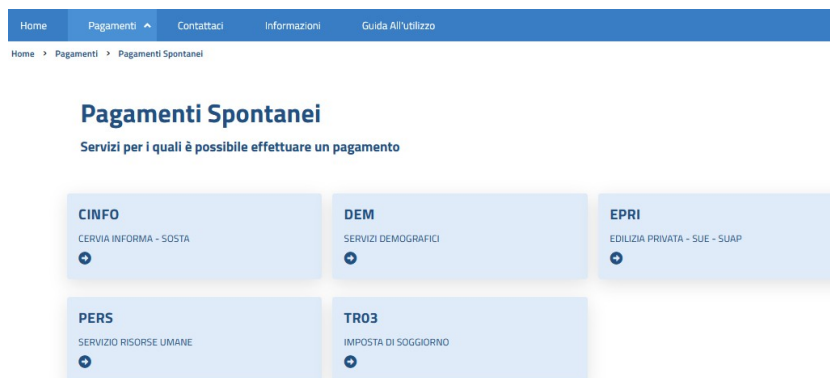 Home Pagamenti Contattaci Informazioni Guida All'utilizzo
Home > Pagamenti > Pagamenti Spontanei
Pagamenti Spontanei
Servizi per i quali è possibile effettuare un pagamento
CINFO
CERVIA INFORMA - SOSTA
DEM
SERVIZI DEMOGRAFICI
EPRI
EDILIZIA PRIVATA - SUE - SUAP
PERS
SERVIZIO RISORSE UMANE
TR03
IMPOSTA DI SOGGIORNO